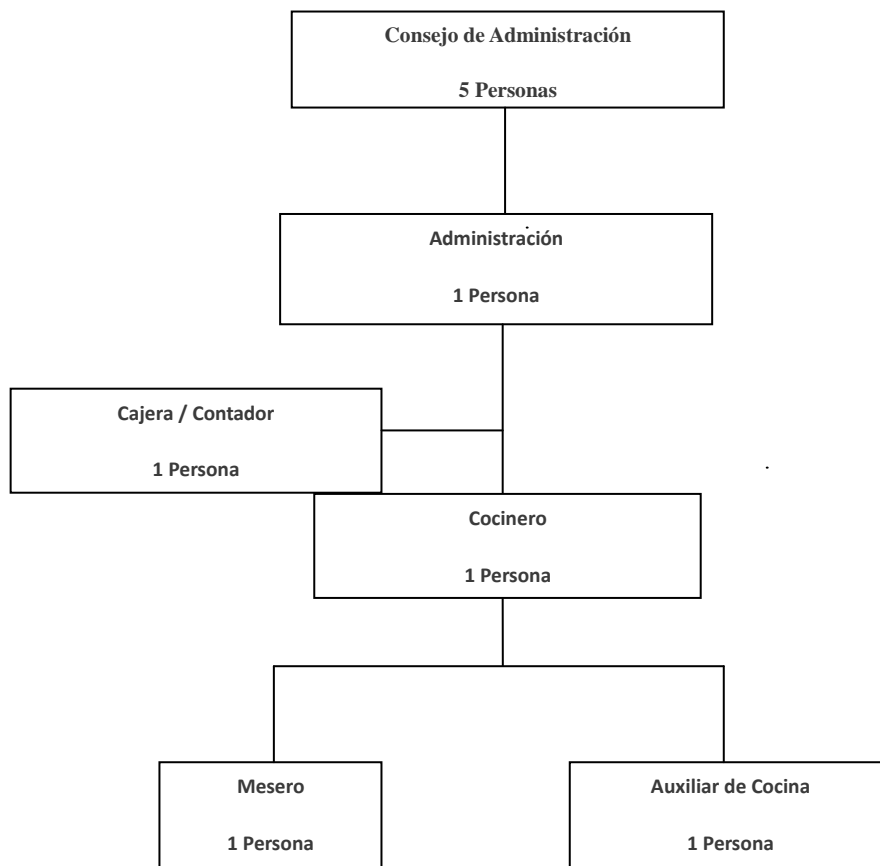 Consejo de Administración
5 Personas
Administración
1 Persona
Cajera / Contador
1 Persona
Cocinero
1 Persona
Mesero
1 Persona
Auxiliar de Cocina
1 Persona